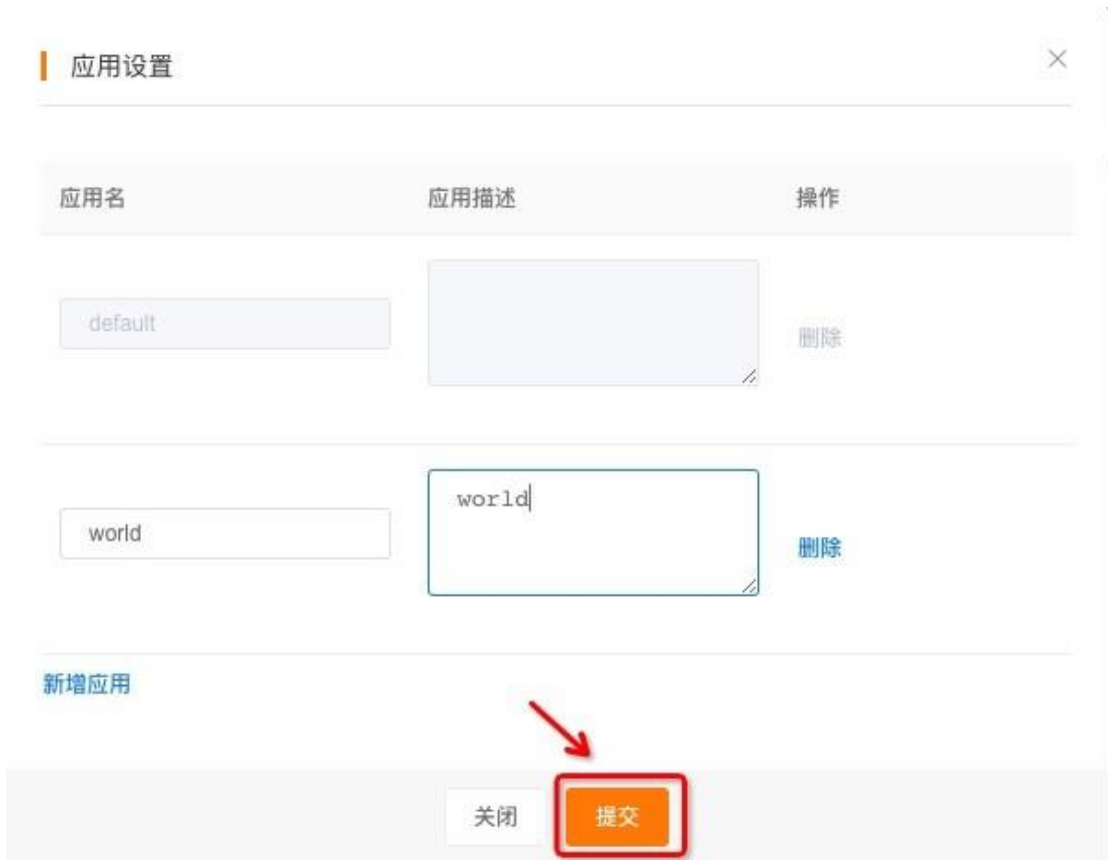 应用设置
应用名 应用描述 操作
default 删除
world world 删除
新增应用
关闭 提交